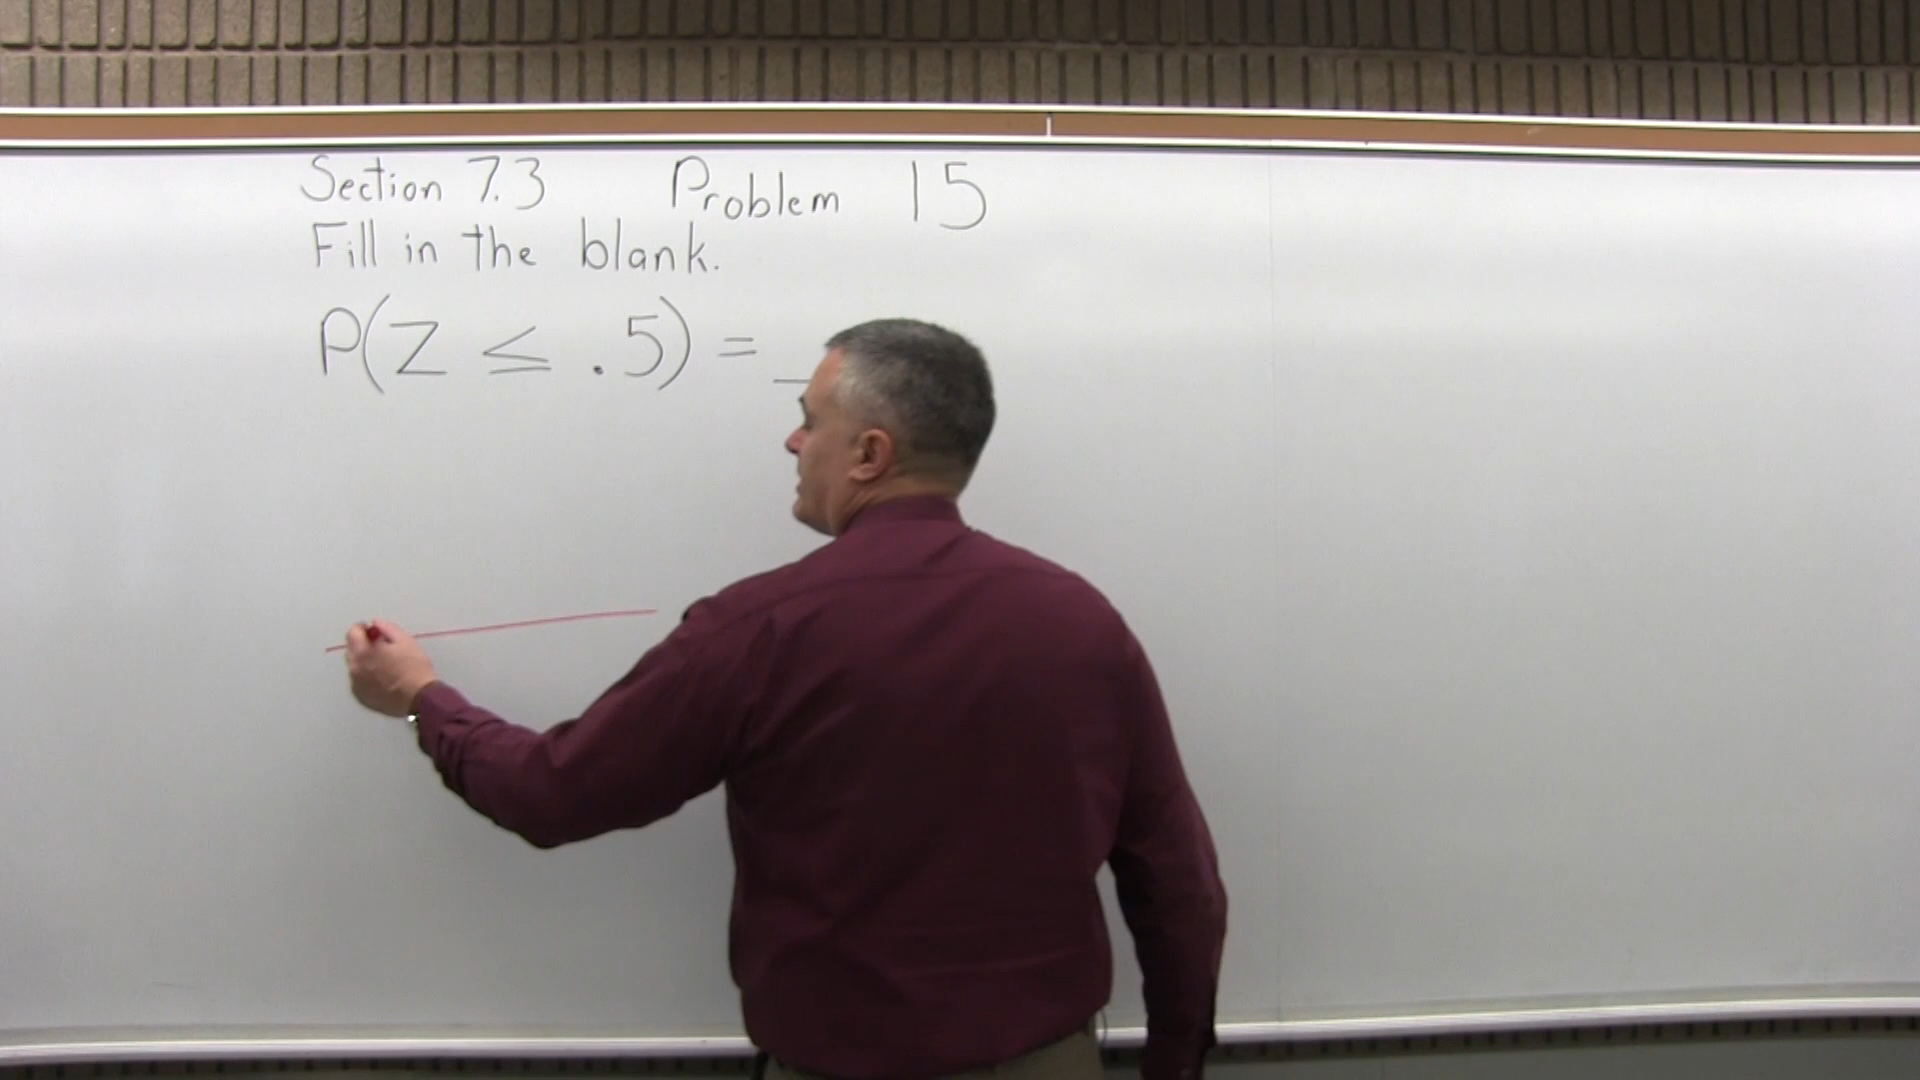 Section 7.3 Problem 15
Fill in the blank.
P(Z ≤ .5) = _